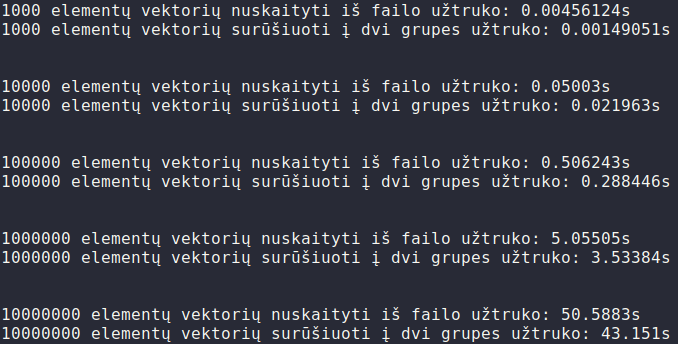 1000 elementų vektorių nuskaityti iš failo užtruko: 0.00456124s
1000 elementų vektorių surūšiuoti į dvi grupes užtruko: 0.00149051s
10000 elementų vektorių nuskaityti iš failo užtruko: 0.05003s
10000 elementų vektorių surūšiuoti į dvi grupes užtruko: 0.021963s
100000 elementų vektorių nuskaityti iš failo užtruko: 0.506243s
100000 elementų vektorių surūšiuoti į dvi grupes užtruko: 0.288446s
1000000 elementų vektorių nuskaityti iš failo užtruko: 5.05505s
1000000 elementų vektorių surūšiuoti į dvi grupes užtruko: 3.53384s
10000000 elementų vektorių nuskaityti iš failo užtruko: 50.5883s
10000000 elementų vektorių surūšiuoti į dvi grupes užtruko: 43.151s